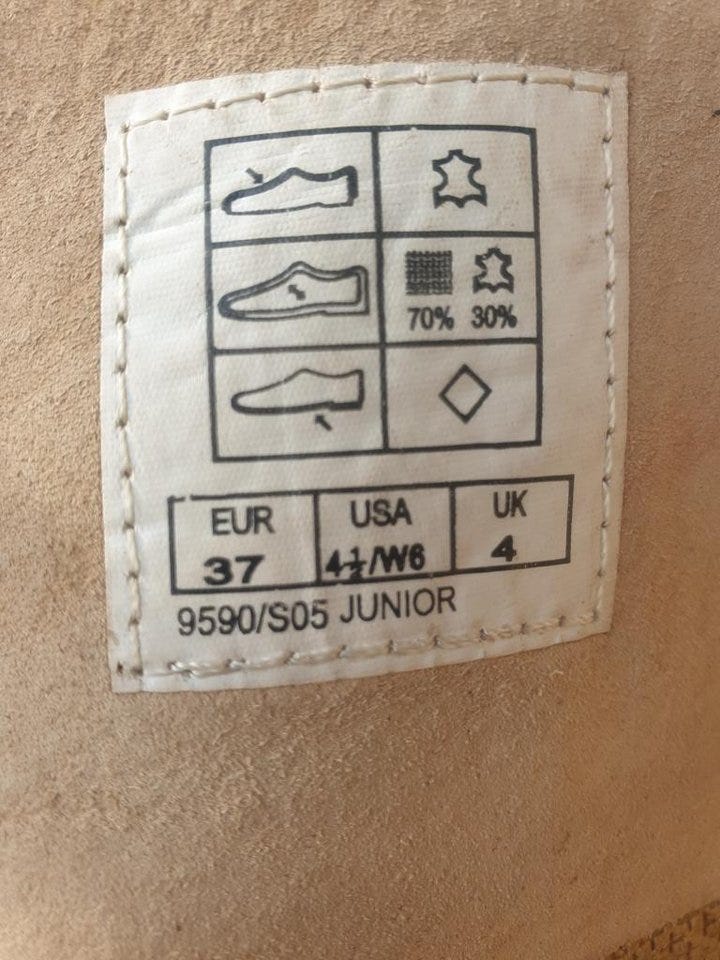 70% 30%
EUR USA UK
37 4½/W6 4
9590/S05 JUNIOR